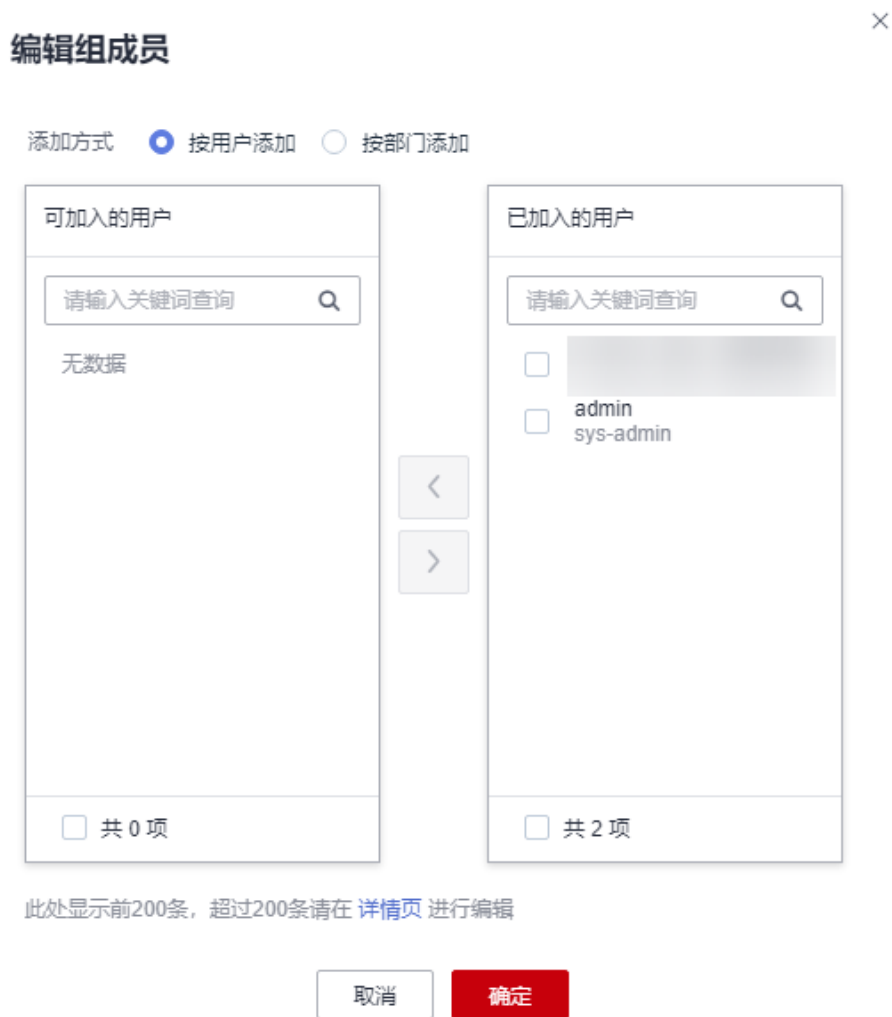 编辑组成员
添加方式 按用户添加 按部门添加
可加入的用户
请输入关键词查询
无数据
共 0 项
已加入的用户
请输入关键词查询
admin
sys-admin
共 2 项
此处显示前200条，超过200条请在 详情页 进行编辑
取消 确定